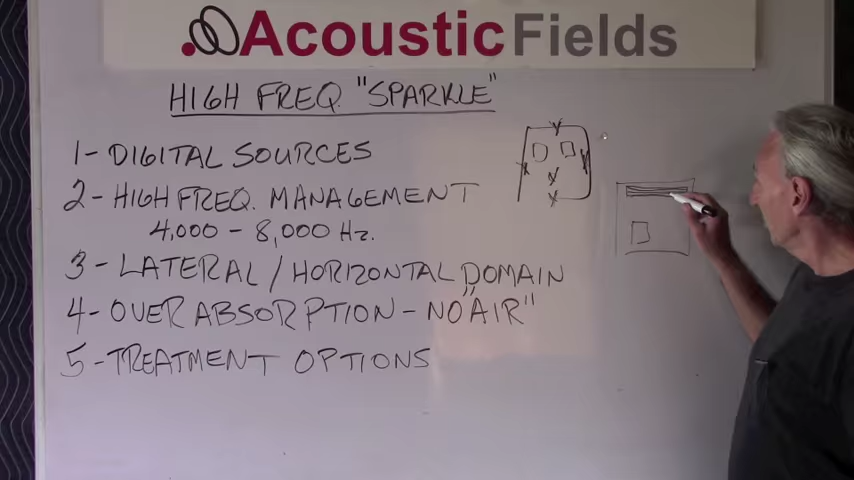 AcousticFields
HIGH FREQ. "SPARKLE"
1- DIGITAL SOURCES
2- HIGH FREQ. MANAGEMENT
4,000 - 8,000 Hz.
3- LATERAL / HORIZONTAL DOMAIN
4- OVER ABSORPTION - NO "AIR"
5- TREATMENT OPTIONS